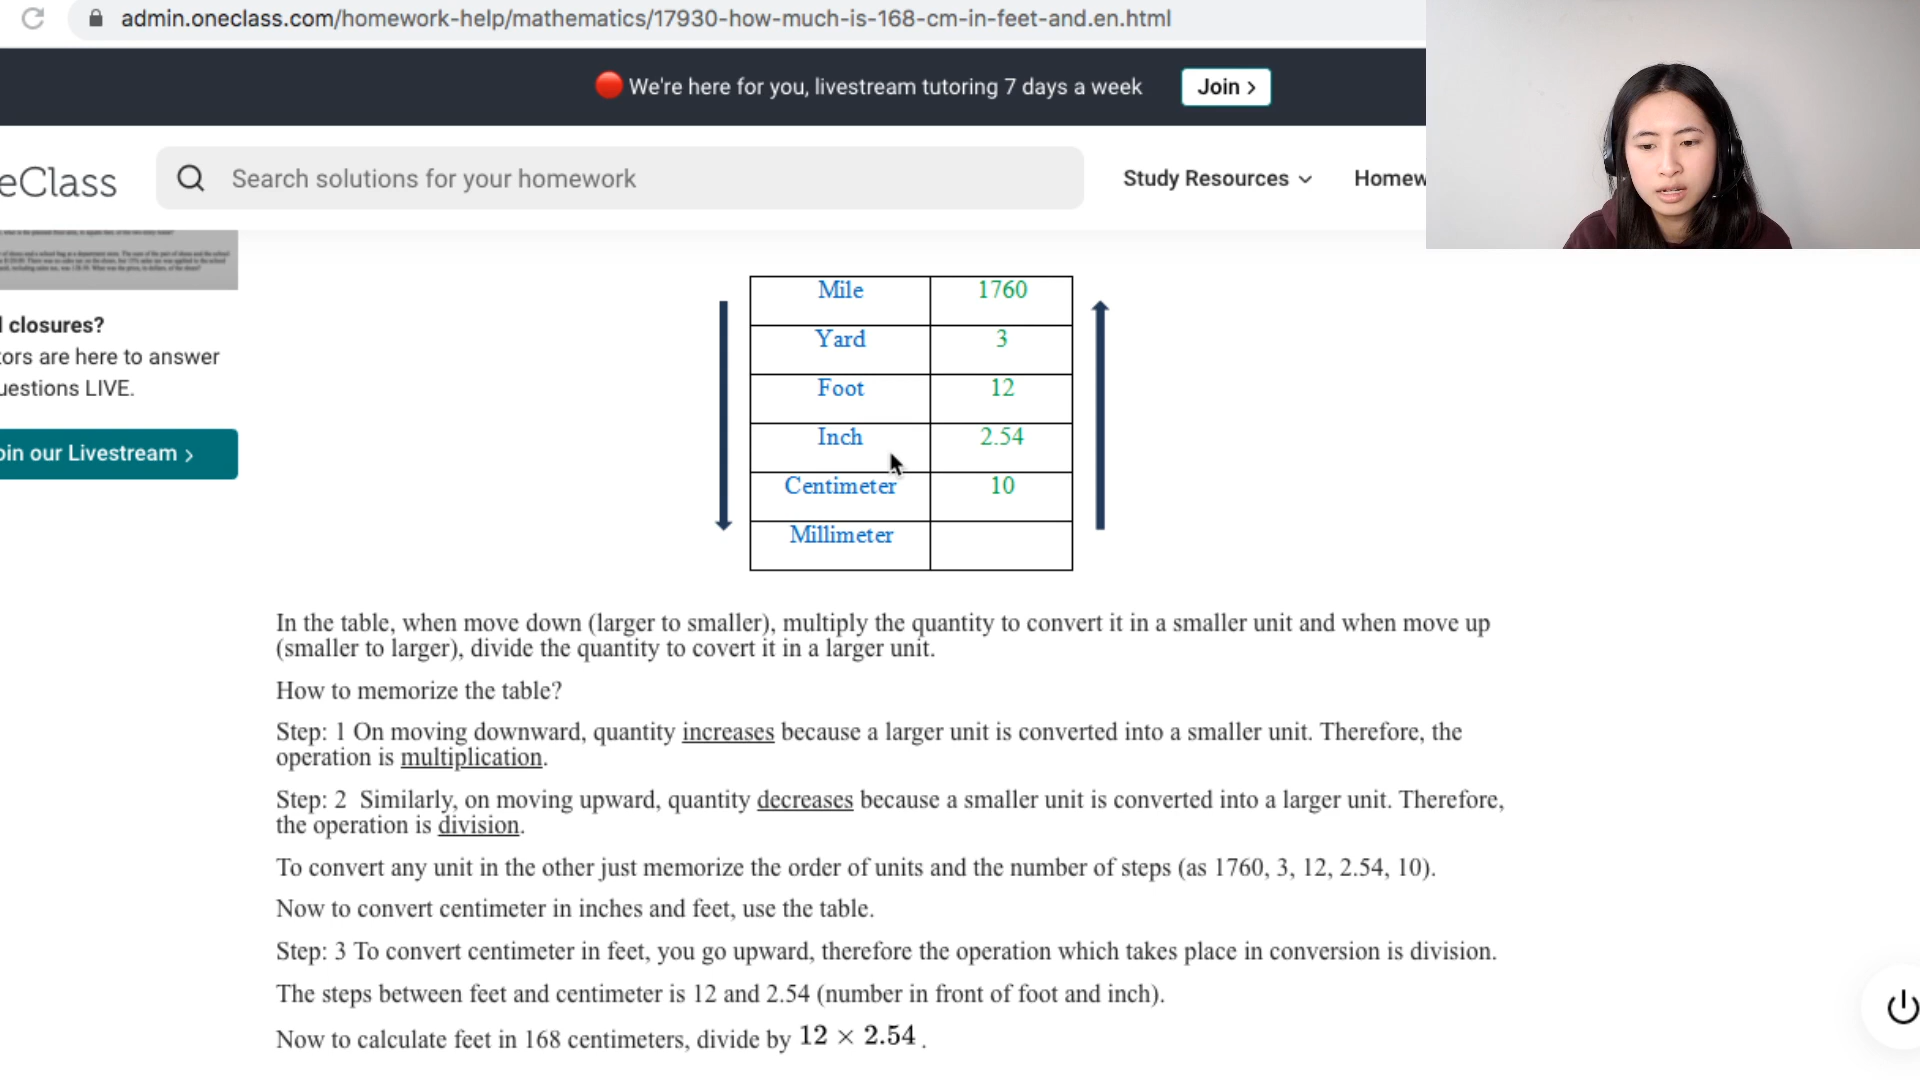 admin.oneclass.com/homework-help/mathematics/17930-how-much-is-168-cm-in-feet-and.en.html
We're here for you, livestream tutoring 7 days a week
Join >
eClass
Search solutions for your homework
Study Resources
Homew
closures?
tors are here to answer
uestions LIVE.
oin our Livestream >
Mile 1760
Yard 3
Foot 12
Inch 2.54
Centimeter 10
Millimeter
In the table, when move down (larger to smaller), multiply the quantity to convert it in a smaller unit and when move up
(smaller to larger), divide the quantity to covert it in a larger unit.
How to memorize the table?
Step: 1 On moving downward, quantity increases because a larger unit is converted into a smaller unit. Therefore, the
operation is multiplication.
Step: 2 Similarly, on moving upward, quantity decreases because a smaller unit is converted into a larger unit. Therefore,
the operation is division.
To convert any unit in the other just memorize the order of units and the number of steps (as 1760, 3, 12, 2.54, 10).
Now to convert centimeter in inches and feet, use the table.
Step: 3 To convert centimeter in feet, you go upward, therefore the operation which takes place in conversion is division.
The steps between feet and centimeter is 12 and 2.54 (number in front of foot and inch).
Now to calculate feet in 168 centimeters, divide by 12 × 2.54 .